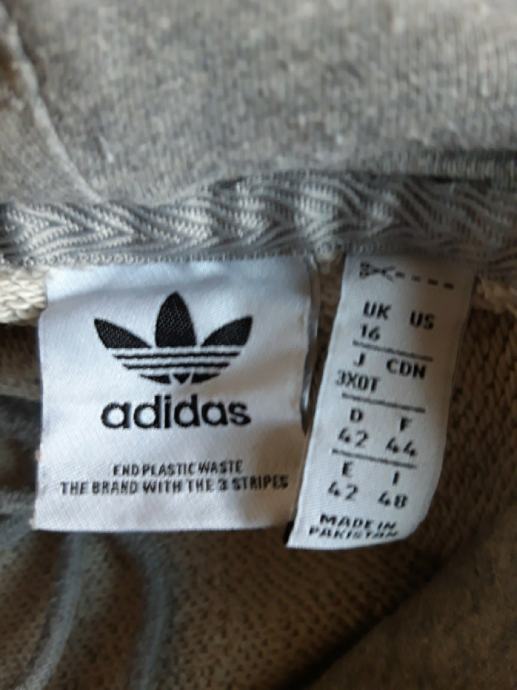 adidas
END PLASTIC WASTE
THE BRAND WITH THE 3 STRIPES
UK US
16
J CDN
3XOT
D F
42 44
E I
42 48
MADE IN
PAKISTAN